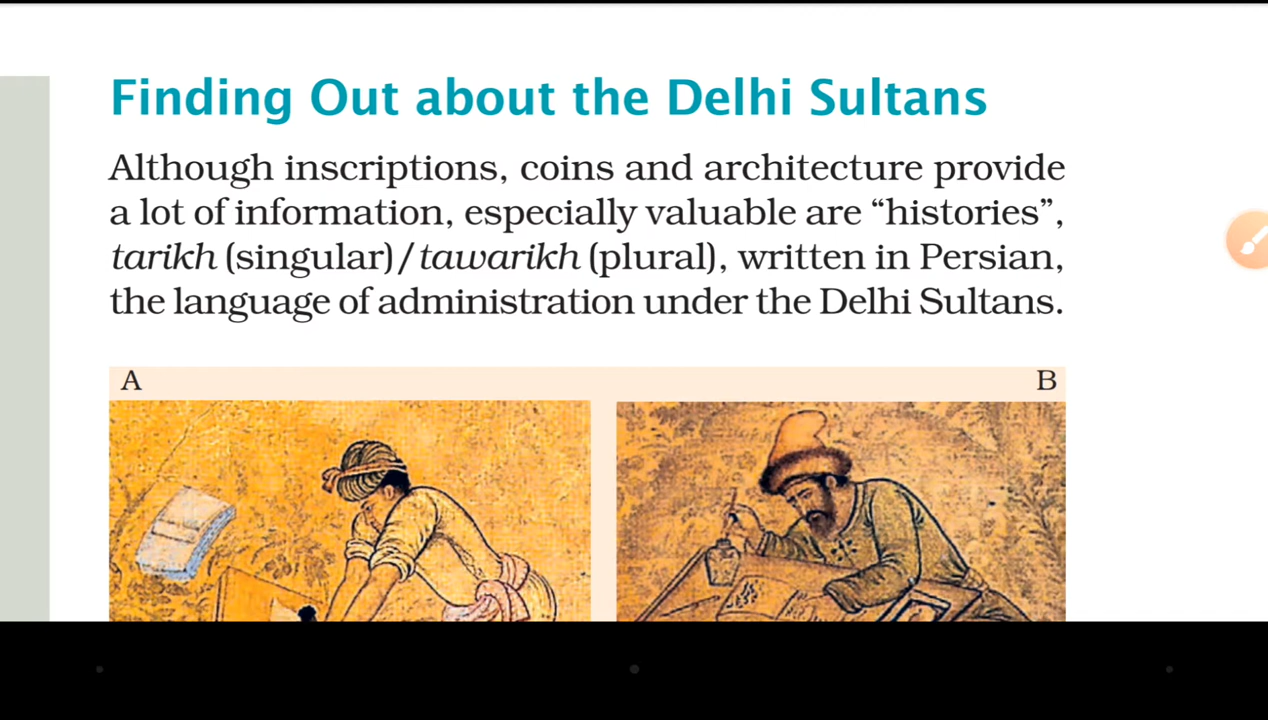 Finding Out about the Delhi Sultans
Although inscriptions, coins and architecture provide
a lot of information, especially valuable are “histories”,
tarikh (singular)/tawarikh (plural), written in Persian,
the language of administration under the Delhi Sultans.
A
B